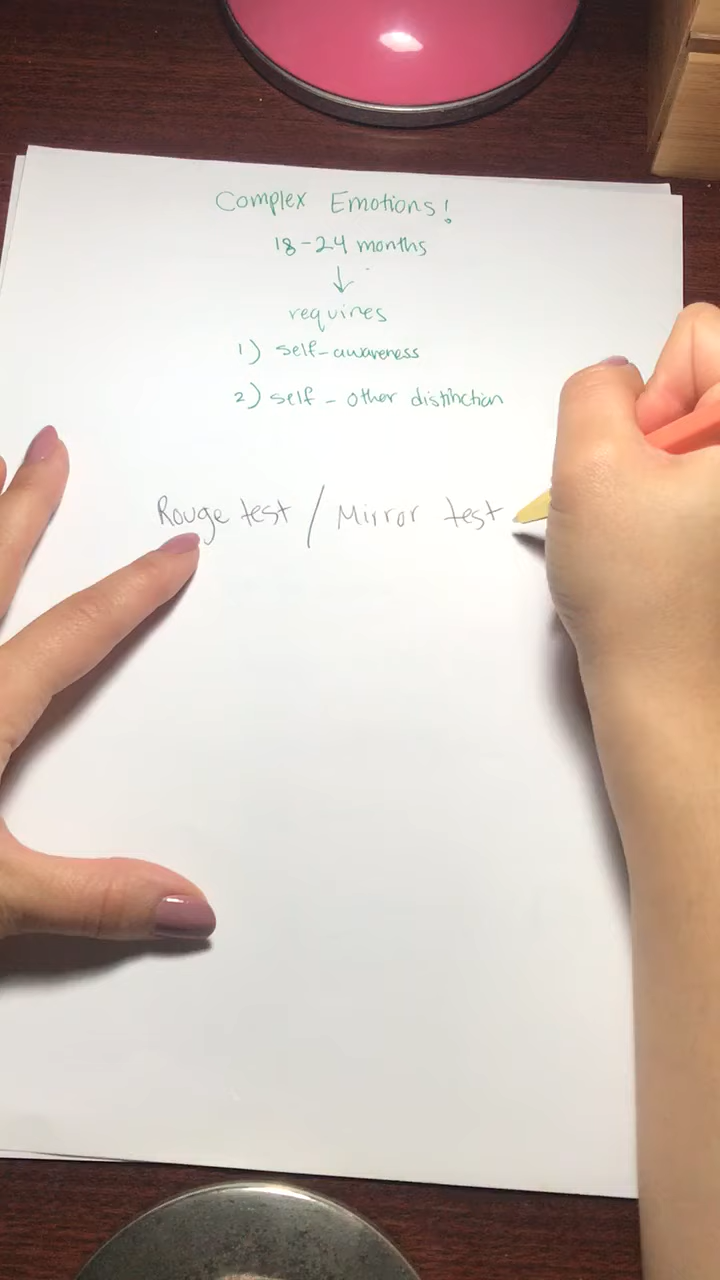 Complex Emotions!
18-24 months
↓
requires
1) self-awareness
2) self - other distinction
Rouge test / Mirror test